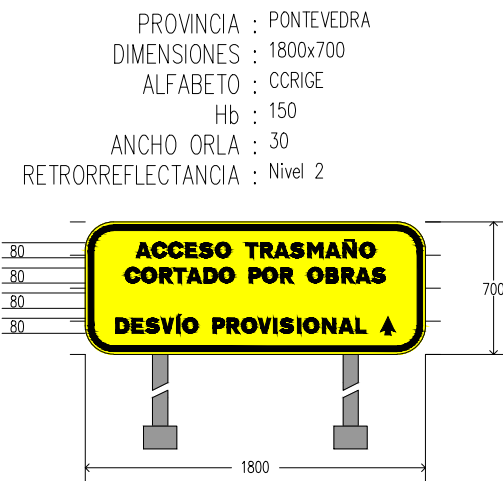 PROVINCIA : PONTEVEDRA
DIMENSIONES : 1800x700
ALFABETO : CCRIGE
Hb : 150
ANCHO ORLA : 30
RETRORREFLECTANCIA : Nivel 2
80
80
80
80
ACCESO TRASMAÑO
CORTADO POR OBRAS
DESVÍO PROVISIONAL
700
1800